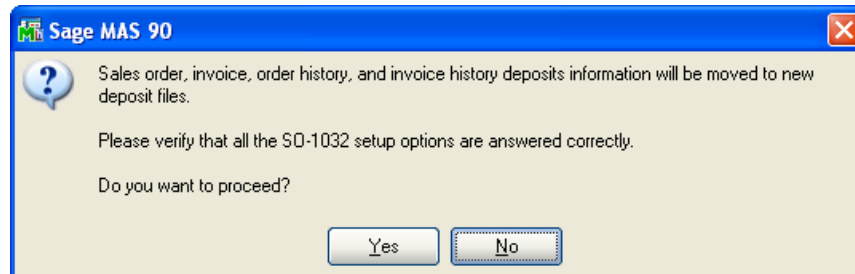 Sage MAS 90
Sales order, invoice, order history, and invoice history deposits information will be moved to new
deposit files.
Please verify that all the SO-1032 setup options are answered correctly.
Do you want to proceed?
Yes
No